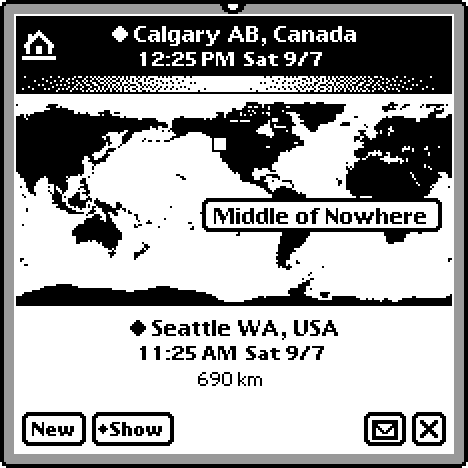 ◆Calgary AB, Canada
12:25 PM Sat 9/7
Middle of Nowhere
◆Seattle WA, USA
11:25 AM Sat 9/7
690 km
New
◆Show